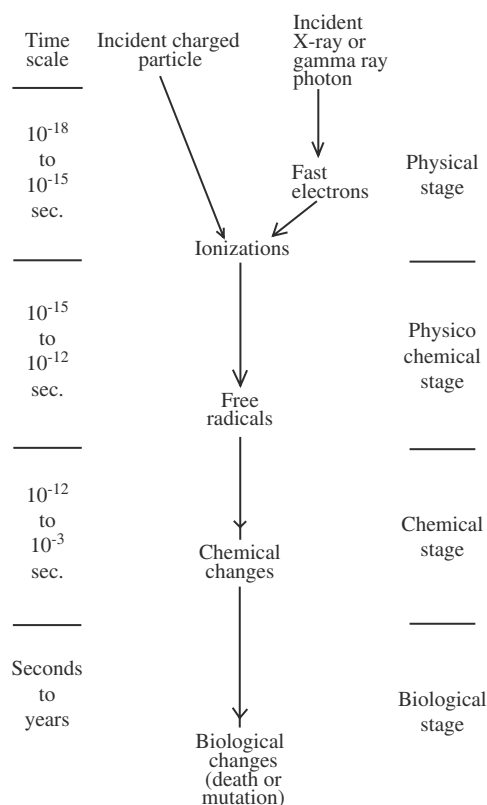 Time
scale
Incident charged
particle
Incident
X-ray or
gamma ray
photon
10⁻¹⁸
to
10⁻¹⁵
sec.
Fast
electrons
Physical
stage
Ionizations
10⁻¹⁵
to
10⁻¹²
sec.
Physico
chemical
stage
Free
radicals
10⁻¹²
to
10⁻³
sec.
Chemical
stage
Chemical
changes
Seconds
to
years
Biological
stage
Biological
changes
(death or
mutation)